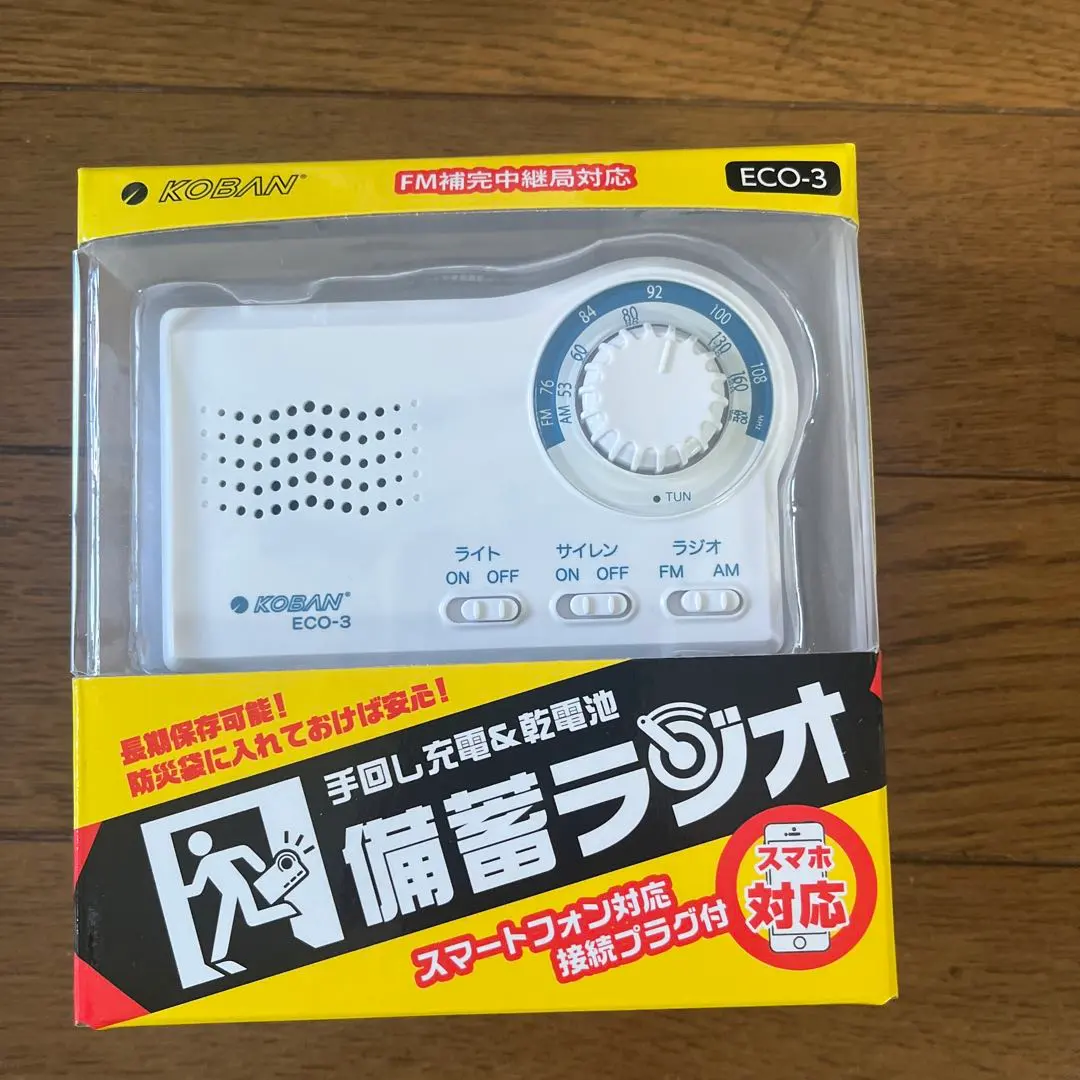 KOBAN®
FM補完中継局対応
ECO-3
92
84
100
80
60
130
76
108
FM
AM 53
160
MHz
TUN
ライト
サイレン
ラジオ
ON OFF
ON OFF
FM AM
KOBAN®
ECO-3
長期保存可能!
防災袋に入れておけば安心!
手回し充電&乾電池
備蓄ラジオ
スマートフォン対応
接続プラグ付
スマホ
対応